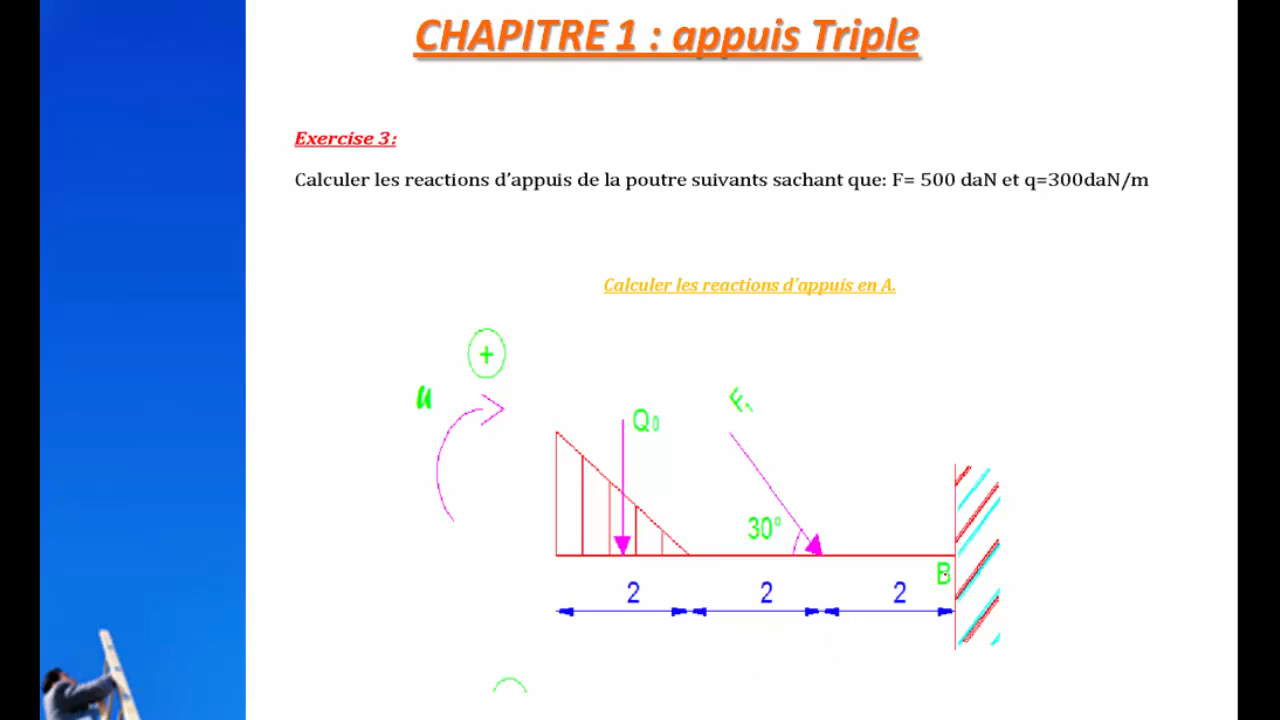 CHAPITRE 1 : appuis Triple
Exercise 3:
Calculer les reactions d'appuis de la poutre suivants sachant que: F= 500 daN et q=300daN/m
Calculer les reactions d'appuis en A.
+
u
Q0
F1
30°
B
2 2 2